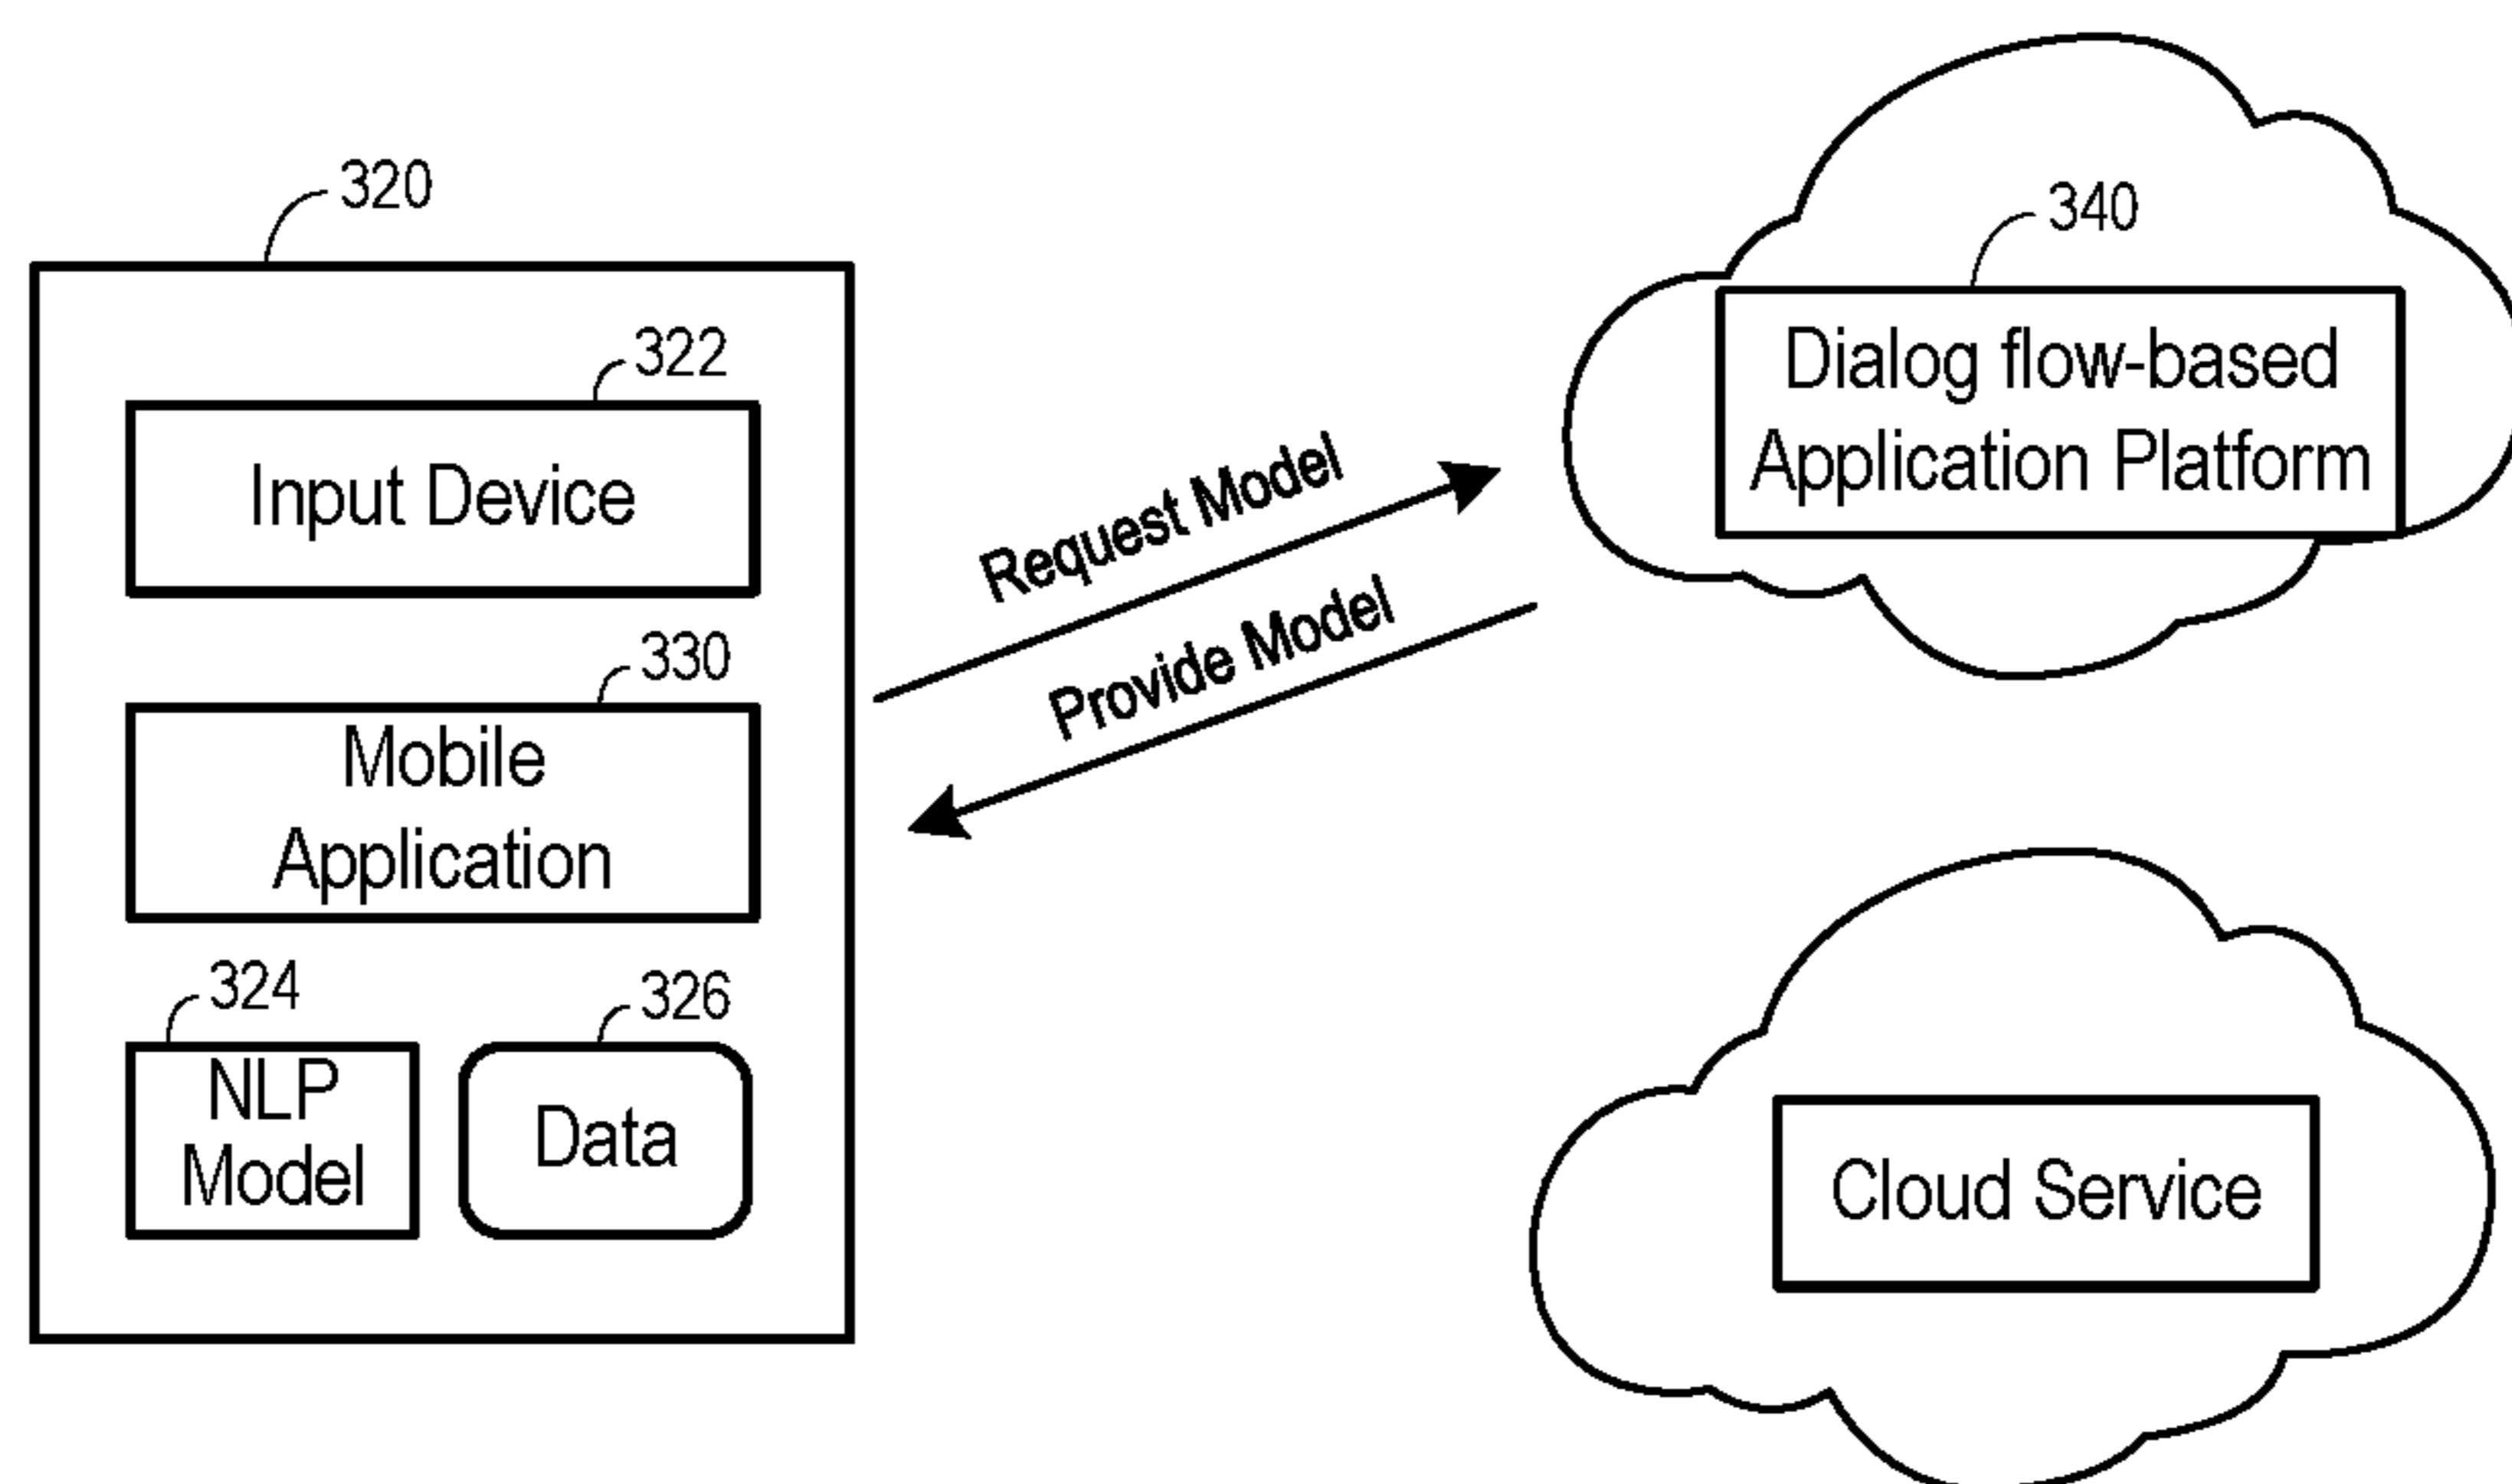 320
322
Input Device
330
Mobile
Application
324
NLP
Model
326
Data
Request Model
Provide Model
340
Dialog flow-based
Application Platform
Cloud Service